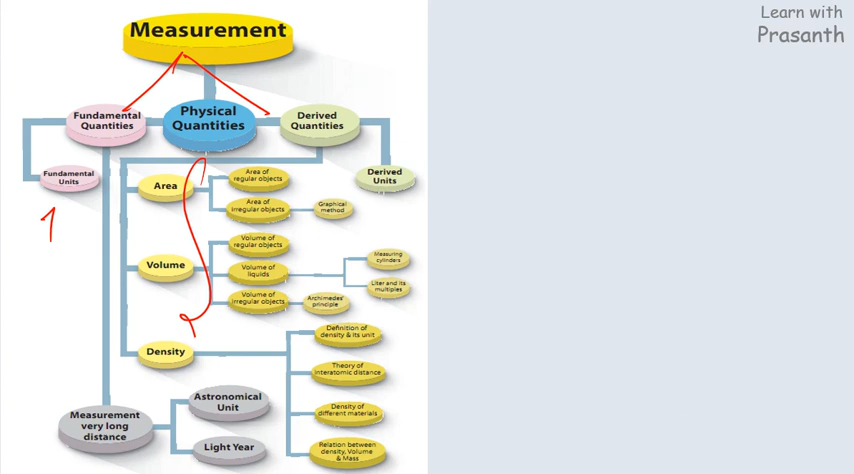 Learn with
Prasanth
Measurement
Fundamental
Quantities
Physical
Quantities
Derived
Quantities
Fundamental
Units
Derived
Units
Area
Area of
regular objects
Area of
irregular objects
Graphical
method
Volume
Volume of
regular objects
Volume of
liquids
Measuring
cylinders
Liter and its
multiples
Volume of
irregular objects
Archimedes'
principle
Density
Definition of
density & its unit
Theory of
interatomic distance
Density of
different materials
Relation between
density, Volume
& Mass
Measurement
very long
distance
Astronomical
Unit
Light Year